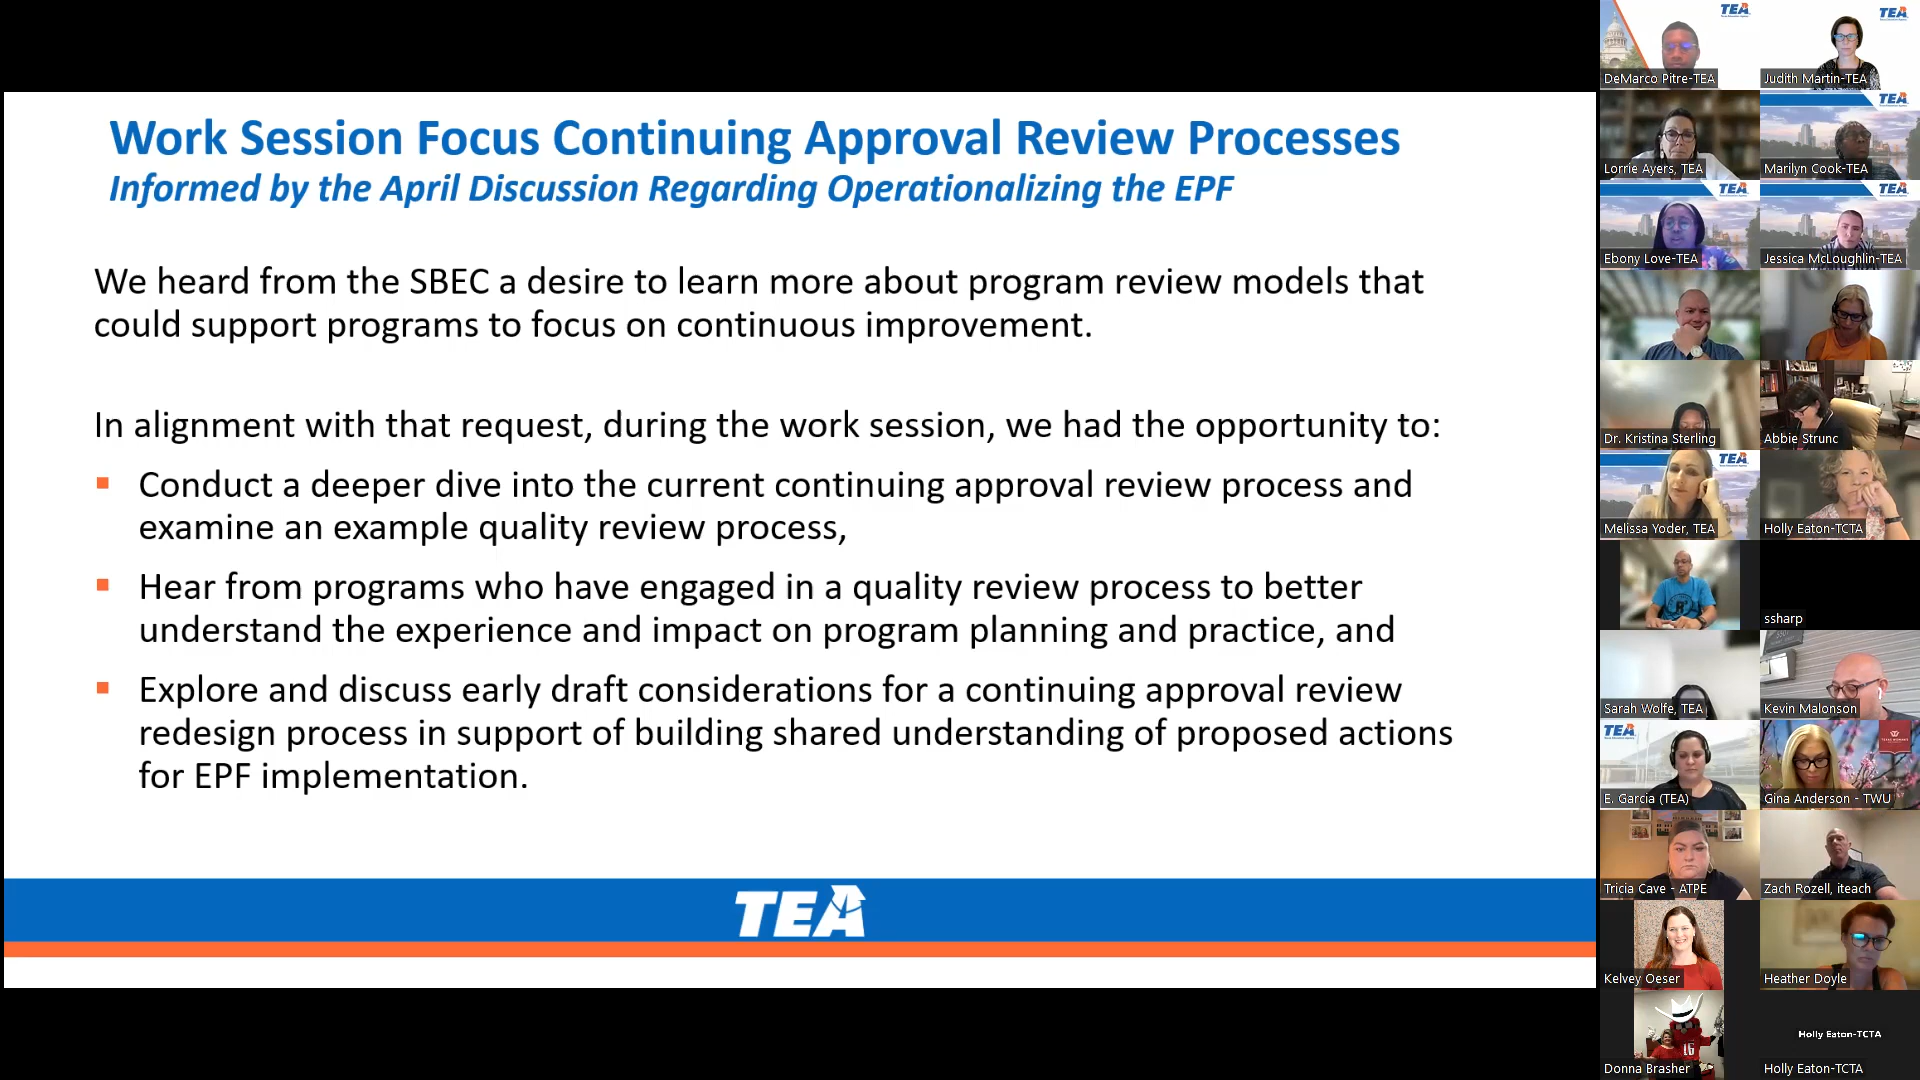 Work Session Focus Continuing Approval Review Processes
Informed by the April Discussion Regarding Operationalizing the EPF
We heard from the SBEC a desire to learn more about program review models that
could support programs to focus on continuous improvement.
In alignment with that request, during the work session, we had the opportunity to:
▪ Conduct a deeper dive into the current continuing approval review process and
examine an example quality review process,
▪ Hear from programs who have engaged in a quality review process to better
understand the experience and impact on program planning and practice, and
▪ Explore and discuss early draft considerations for a continuing approval review
redesign process in support of building shared understanding of proposed actions
for EPF implementation.
TEA
TEA
DeMarco Pitre-TEA
TEA
Judith Martin-TEA
Lorrie Ayers, TEA
TEA
Marilyn Cook-TEA
TEA
Ebony Love-TEA
TEA
Jessica McLoughlin-TEA
Dr. Kristina Sterling
Abbie Strunc
TEA
Melissa Yoder, TEA
Holly Eaton-TCTA
ssharp
Sarah Wolfe, TEA
Kevin Malonson
TEA
E. Garcia (TEA)
Gina Anderson - TWU
Tricia Cave - ATPE
Zach Rozell, iteach
Kelvey Oeser
Heather Doyle
Donna Brasher
Holly Eaton-TCTA
Holly Eaton-TCTA